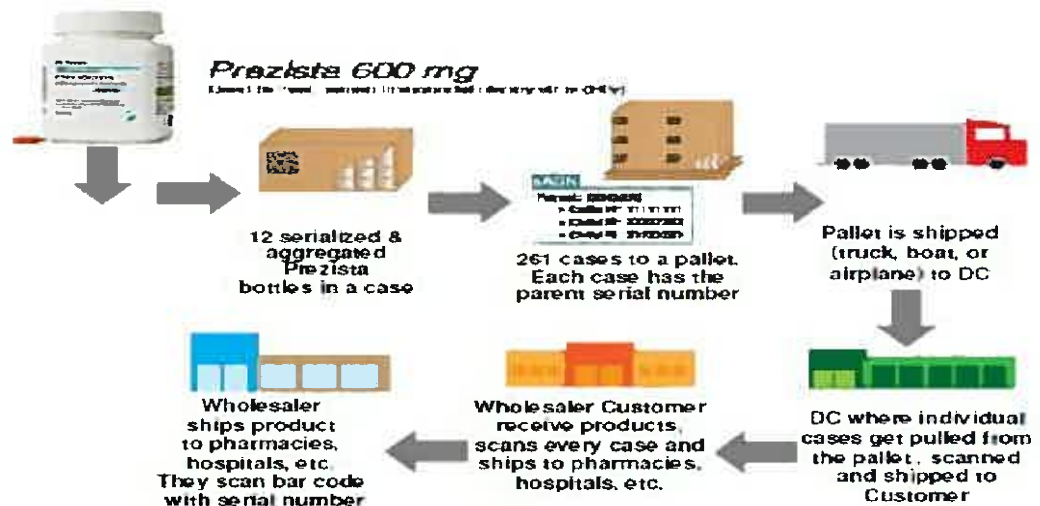 Prezista 600 mg
12 serialized &
aggregated
Prezista
bottles in a case
261 cases to a pallet.
Each case has the
parent serial number
Pallet is shipped
(truck, boat, or
airplane) to DC
DC where individual
cases get pulled from
the pallet, scanned
and shipped to
Customer
Wholesaler Customer
receive products,
scans every case and
ships to pharmacies,
hospitals, etc.
Wholesaler
ships product
to pharmacies,
hospitals, etc.
They scan bar code
with serial number